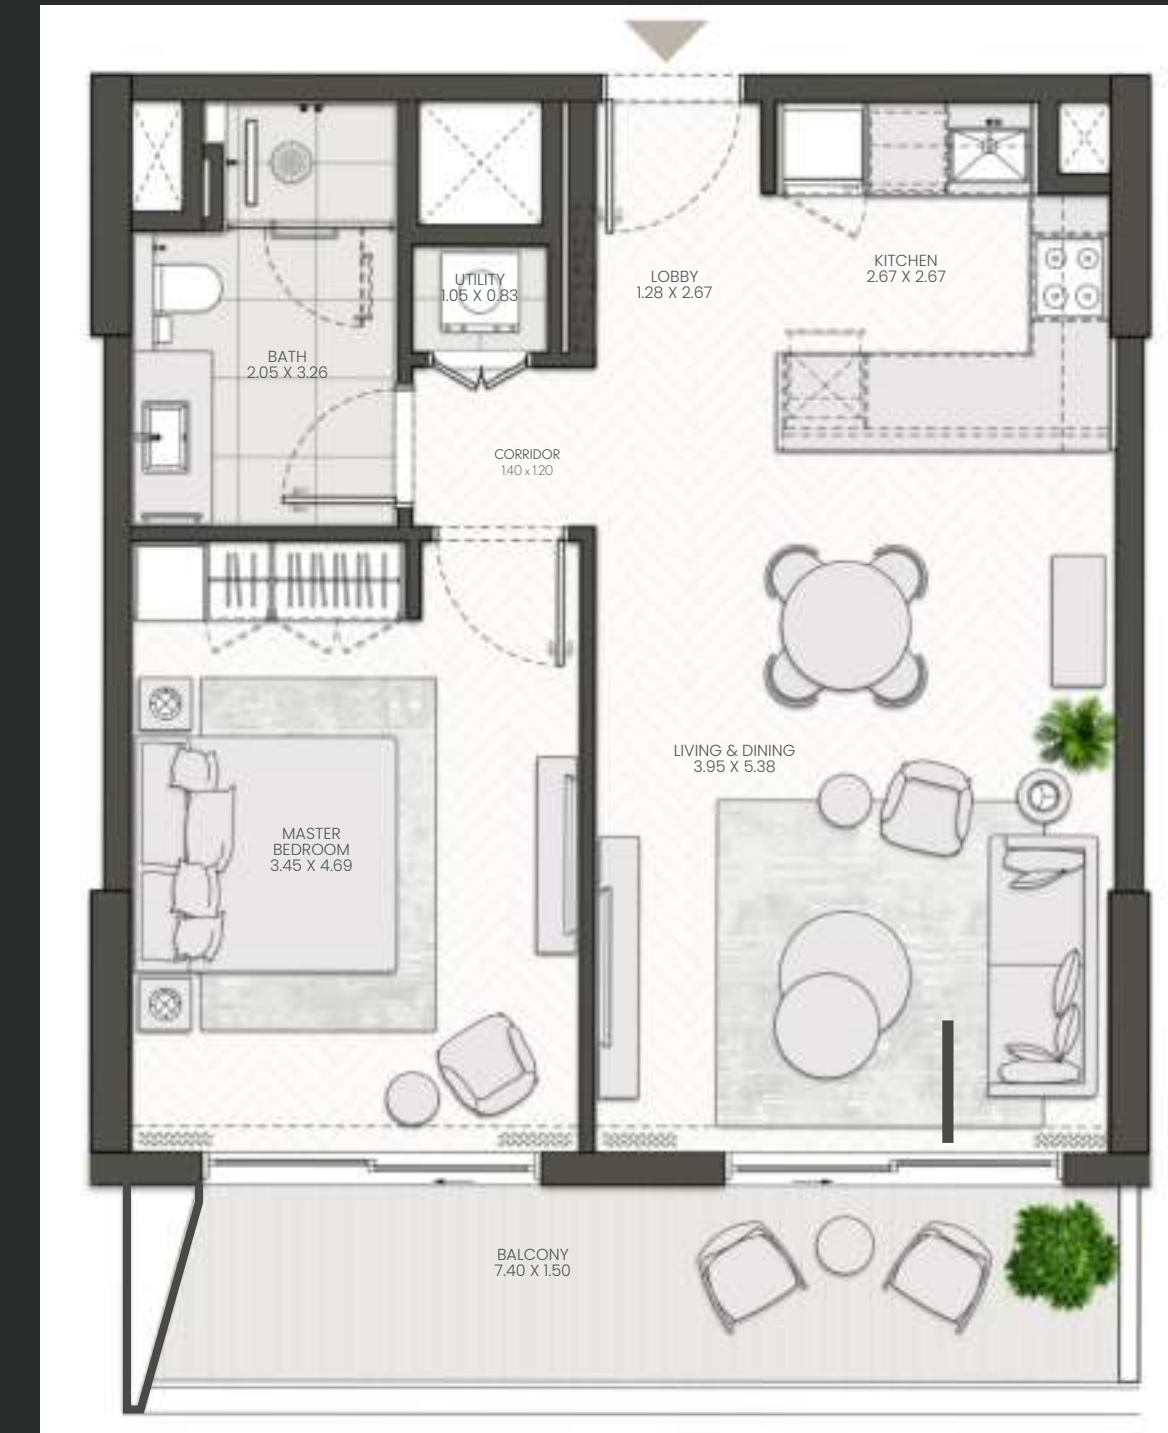 UTILITY
1.05 X 0.83
LOBBY
1.28 X 2.67
KITCHEN
2.67 X 2.67
BATH
2.05 X 3.26
CORRIDOR
1.40 x 1.20
LIVING & DINING
3.95 X 5.38
MASTER
BEDROOM
3.45 X 4.69
BALCONY
7.40 X 1.50